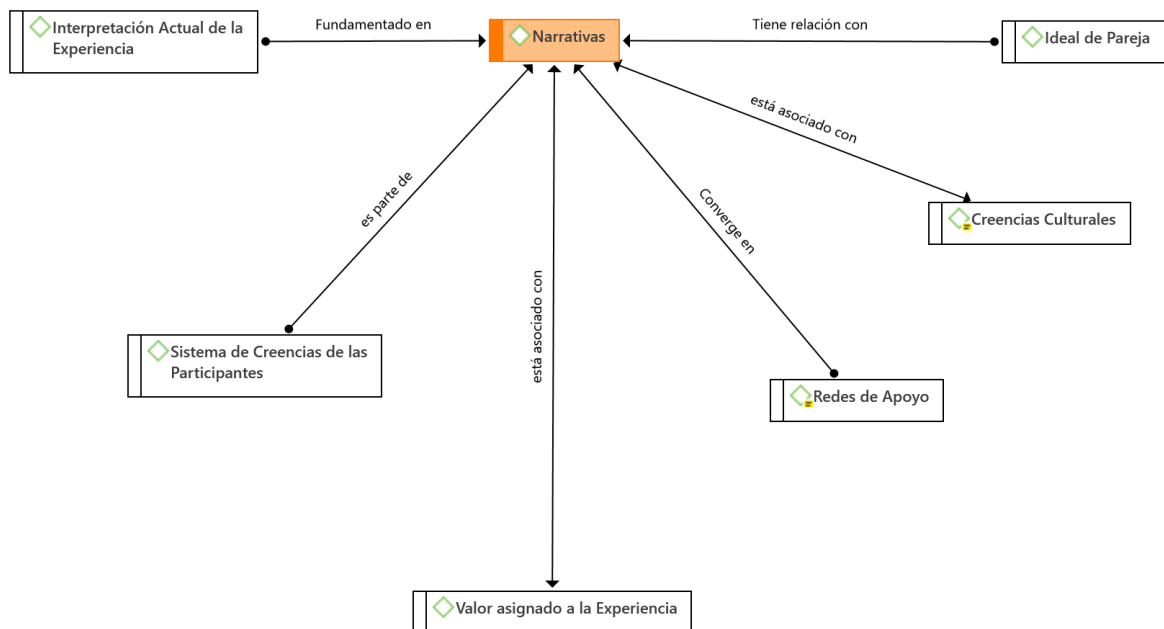 Interpretación Actual de la
Experiencia
Fundamentado en
Narrativas
Tiene relación con
Ideal de Pareja
está asociado con
Creencias Culturales
es parte de
Converge en
está asociado con
Sistema de Creencias de las
Participantes
Redes de Apoyo
Valor asignado a la Experiencia